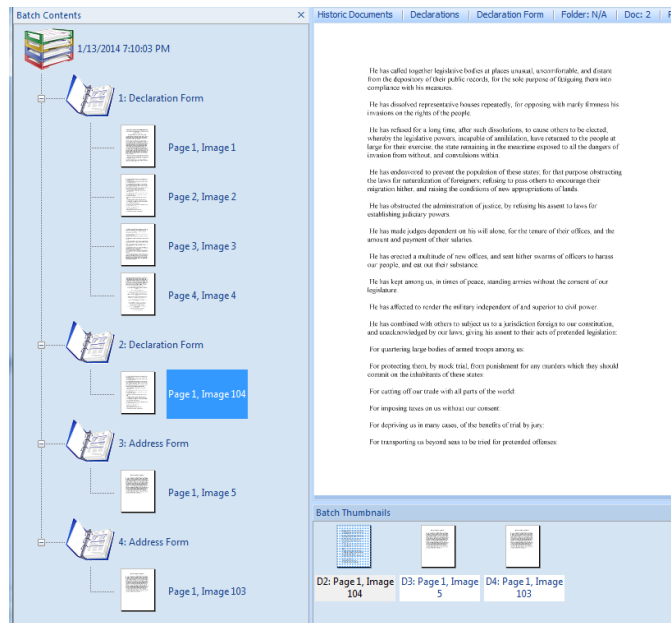 Batch Contents
Historic Documents | Declarations | Declaration Form | Folder: N/A | Doc: 2
1/13/2014 7:10:03 PM
1: Declaration Form
Page 1, Image 1
Page 2, Image 2
Page 3, Image 3
Page 4, Image 4
2: Declaration Form
Page 1, Image 104
3: Address Form
Page 1, Image 5
4: Address Form
Page 1, Image 103
He has called together legislative bodies at places unusual, uncomfortable, and distant
from the depository of their public records, for the sole purpose of fatiguing them into
compliance with his measures.
He has dissolved representative houses repeatedly, for opposing with manly firmness his
invasions on the rights of the people.
He has refused for a long time, after such dissolutions, to cause others to be elected;
whereby the legislative powers, incapable of annihilation, have returned to the people at
large for their exercise; the state remaining in the meantime exposed to all the dangers of
invasion from without, and convulsions within.
He has endeavored to prevent the population of these states; for that purpose obstructing
the laws for naturalization of foreigners; refusing to pass others to encourage their
migration hither, and raising the conditions of new appropriations of lands.
He has obstructed the administration of justice, by refusing his assent to laws for
establishing judiciary powers.
He has made judges dependent on his will alone, for the tenure of their offices, and the
amount and payment of their salaries.
He has erected a multitude of new offices, and sent hither swarms of officers to harass
our people, and eat out their substance.
He has kept among us, in times of peace, standing armies without the consent of our
legislature.
He has affected to render the military independent of and superior to civil power.
He has combined with others to subject us to a jurisdiction foreign to our constitution,
and unacknowledged by our laws; giving his assent to their acts of pretended legislation:
For quartering large bodies of armed troops among us:
For protecting them, by mock trial, from punishment for any murders which they should
commit on the inhabitants of these states:
For cutting off our trade with all parts of the world:
For imposing taxes on us without our consent:
For depriving us in many cases, of the benefits of trial by jury:
For transporting us beyond seas to be tried for pretended offenses:
Batch Thumbnails
D2: Page 1, Image 104
D3: Page 1, Image 5
D4: Page 1, Image 103